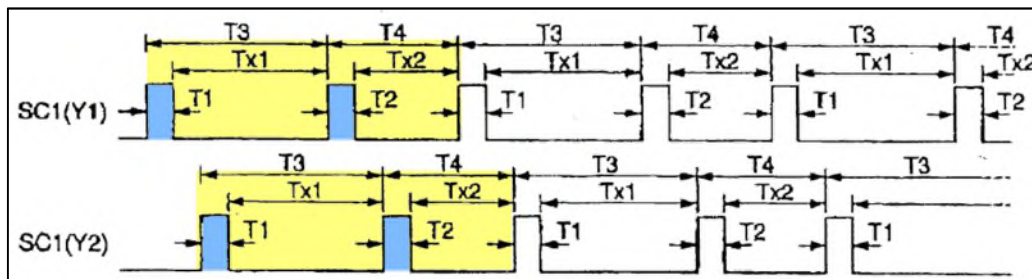 T3 T4 T3 T4 T3 T4
Tx1 Tx2 Tx1 Tx2 Tx1 Tx2
SC1(Y1) T1 T2 T1 T2 T1 T2
T3 T4 T3 T4 T3
Tx1 Tx2 Tx1 Tx2
SC1(Y2) T1 T2 T1 T2 T1